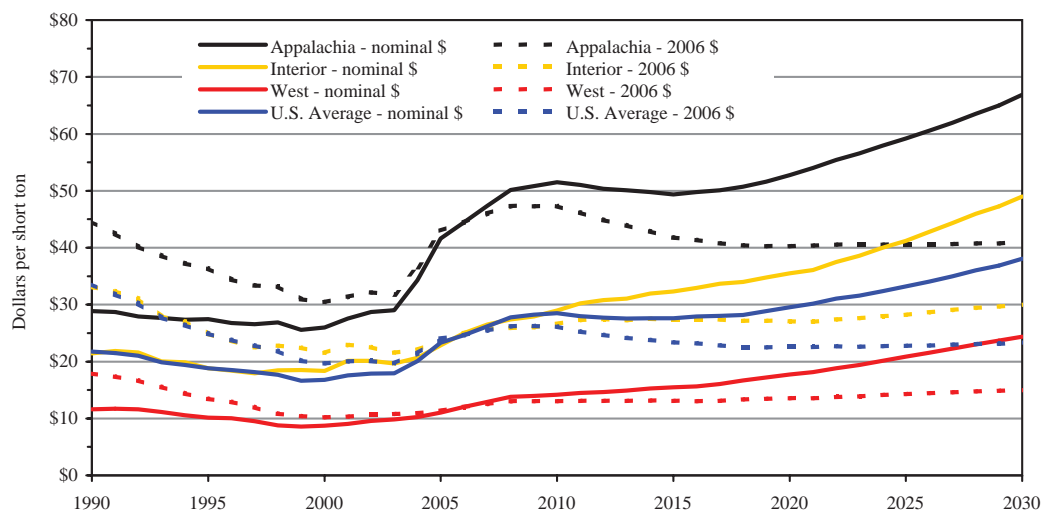 $80
$70
$60
$50
$40
$30
$20
$10
$0
Dollars per short ton
Appalachia - nominal $ Appalachia - 2006 $
Interior - nominal $ Interior - 2006 $
West - nominal $ West - 2006 $
U.S. Average - nominal $ U.S. Average - 2006 $
1990 1995 2000 2005 2010 2015 2020 2025 2030